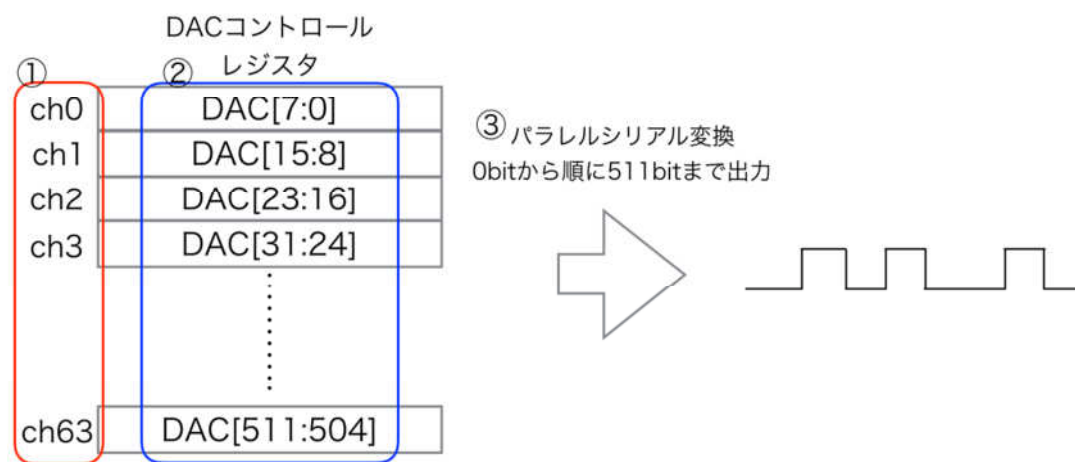 DACコントロール
レジスタ
①
②
ch0 DAC[7:0]
ch1 DAC[15:8]
ch2 DAC[23:16]
ch3 DAC[31:24]
ch63 DAC[511:504]
③パラレルシリアル変換
0bitから順に511bitまで出力